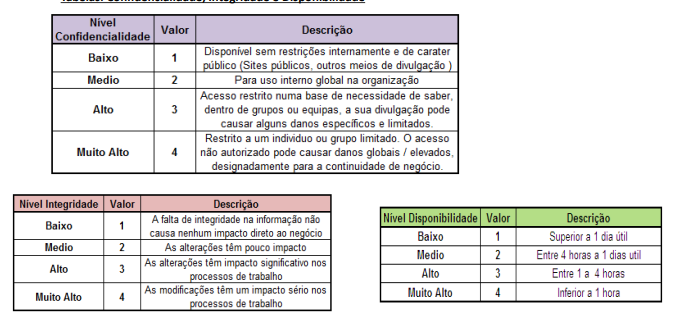 Tabelas: Confidencialidade, Integridade e Disponibilidade
Nível
Confidencialidade Valor Descrição
Baixo 1 Disponível sem restrições internamente e de carater
público (Sites públicos, outros meios de divulgação )
Medio 2 Para uso interno global na organização
Alto 3 Acesso restrito numa base de necessidade de saber,
dentro de grupos ou equipas, a sua divulgação pode
causar alguns danos específicos e limitados.
Muito Alto 4 Restrito a um individuo ou grupo limitado. O acesso
não autorizado pode causar danos globais / elevados,
designadamente para a continuidade de negócio.
Nível Integridade Valor Descrição
Baixo 1 A falta de integridade na informação não
causa nenhum impacto direto ao negócio
Medio 2 As alterações têm pouco impacto
Alto 3 As alterações têm impacto significativo nos
processos de trabalho
Muito Alto 4 As modificações têm um impacto sério nos
processos de trabalho
Nível Disponibilidade Valor Descrição
Baixo 1 Superior a 1 dia útil
Medio 2 Entre 4 horas a 1 dias util
Alto 3 Entre 1 a 4 horas
Muito Alto 4 Inferior a 1 hora